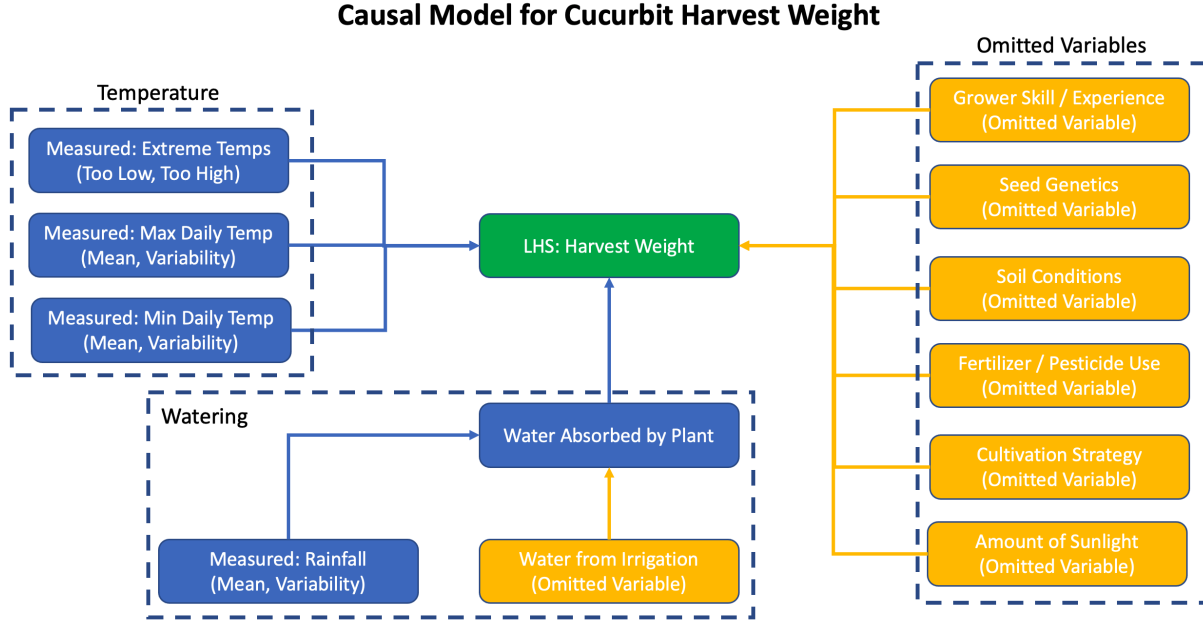 Causal Model for Cucurbit Harvest Weight
Omitted Variables
Temperature
Grower Skill / Experience
(Omitted Variable)
Measured: Extreme Temps
(Too Low, Too High)
Seed Genetics
(Omitted Variable)
Measured: Max Daily Temp
(Mean, Variability)
LHS: Harvest Weight
Soil Conditions
(Omitted Variable)
Measured: Min Daily Temp
(Mean, Variability)
Fertilizer / Pesticide Use
(Omitted Variable)
Watering
Water Absorbed by Plant
Cultivation Strategy
(Omitted Variable)
Measured: Rainfall
(Mean, Variability)
Water from Irrigation
(Omitted Variable)
Amount of Sunlight
(Omitted Variable)